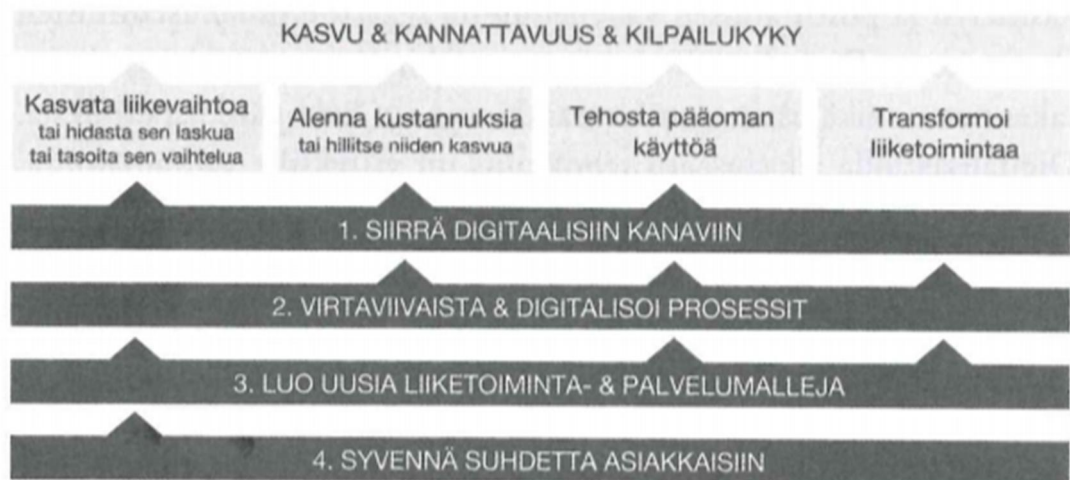 KASVU & KANNATTAVUUS & KILPAILUKYKY
Kasvata liikevaihtoa
tai hidasta sen laskua
tai tasoita sen vaihtelua
Alenna kustannuksia
tai hillitse niiden kasvua
Tehosta pääoman
käyttöä
Transformoi
liiketoimintaa
1. SIIRRÄ DIGITAALISIIN KANAVIIN
2. VIRTAVIIVAISTA & DIGITALISOI PROSESSIT
3. LUO UUSIA LIIKETOIMINTA- & PALVELUMALLEJA
4. SYVENNÄ SUHDETTA ASIAKKAISIIN